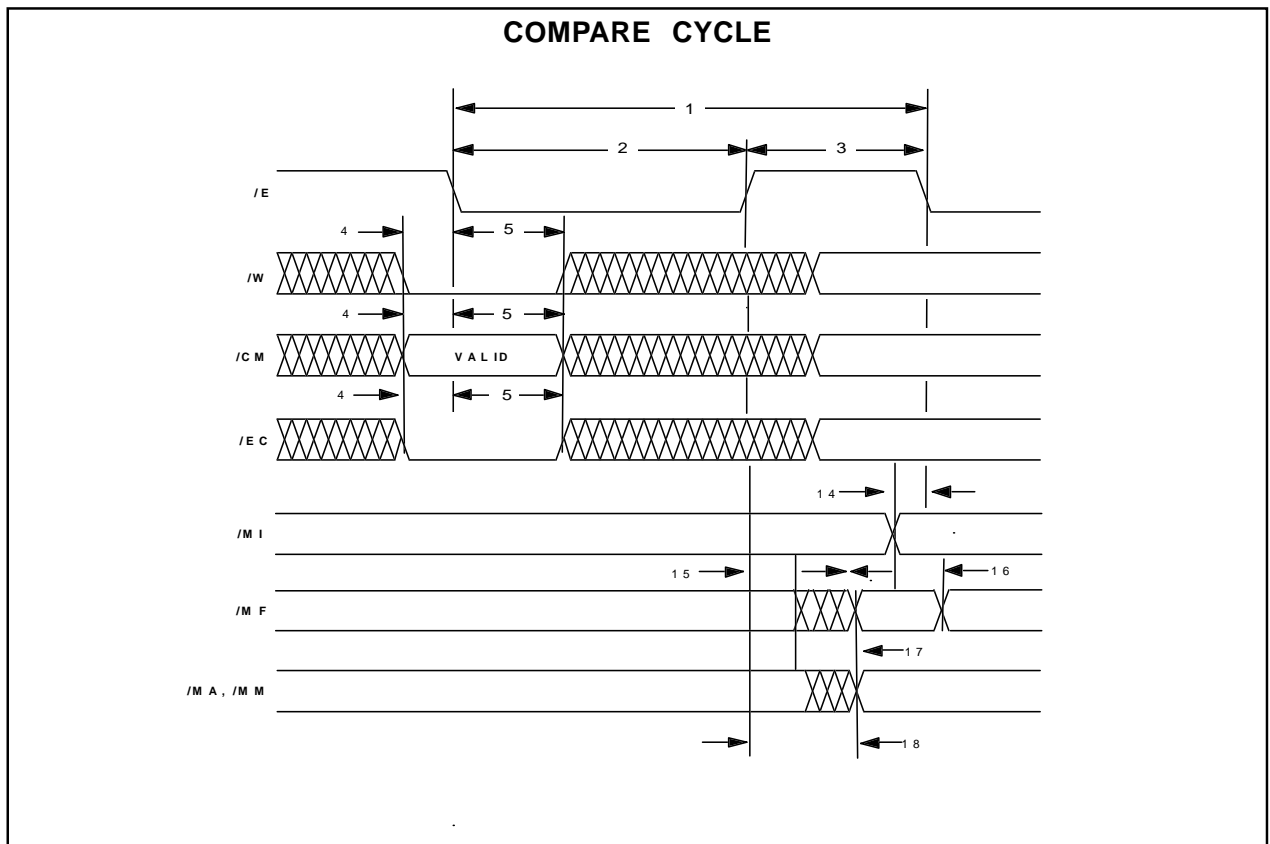 COMPARE CYCLE
1
2 3
/E
4 5
/W
4 5
/CM VALID
4 5
/EC
14
/MI
15 16
/MF
17
/MA, /MM
18